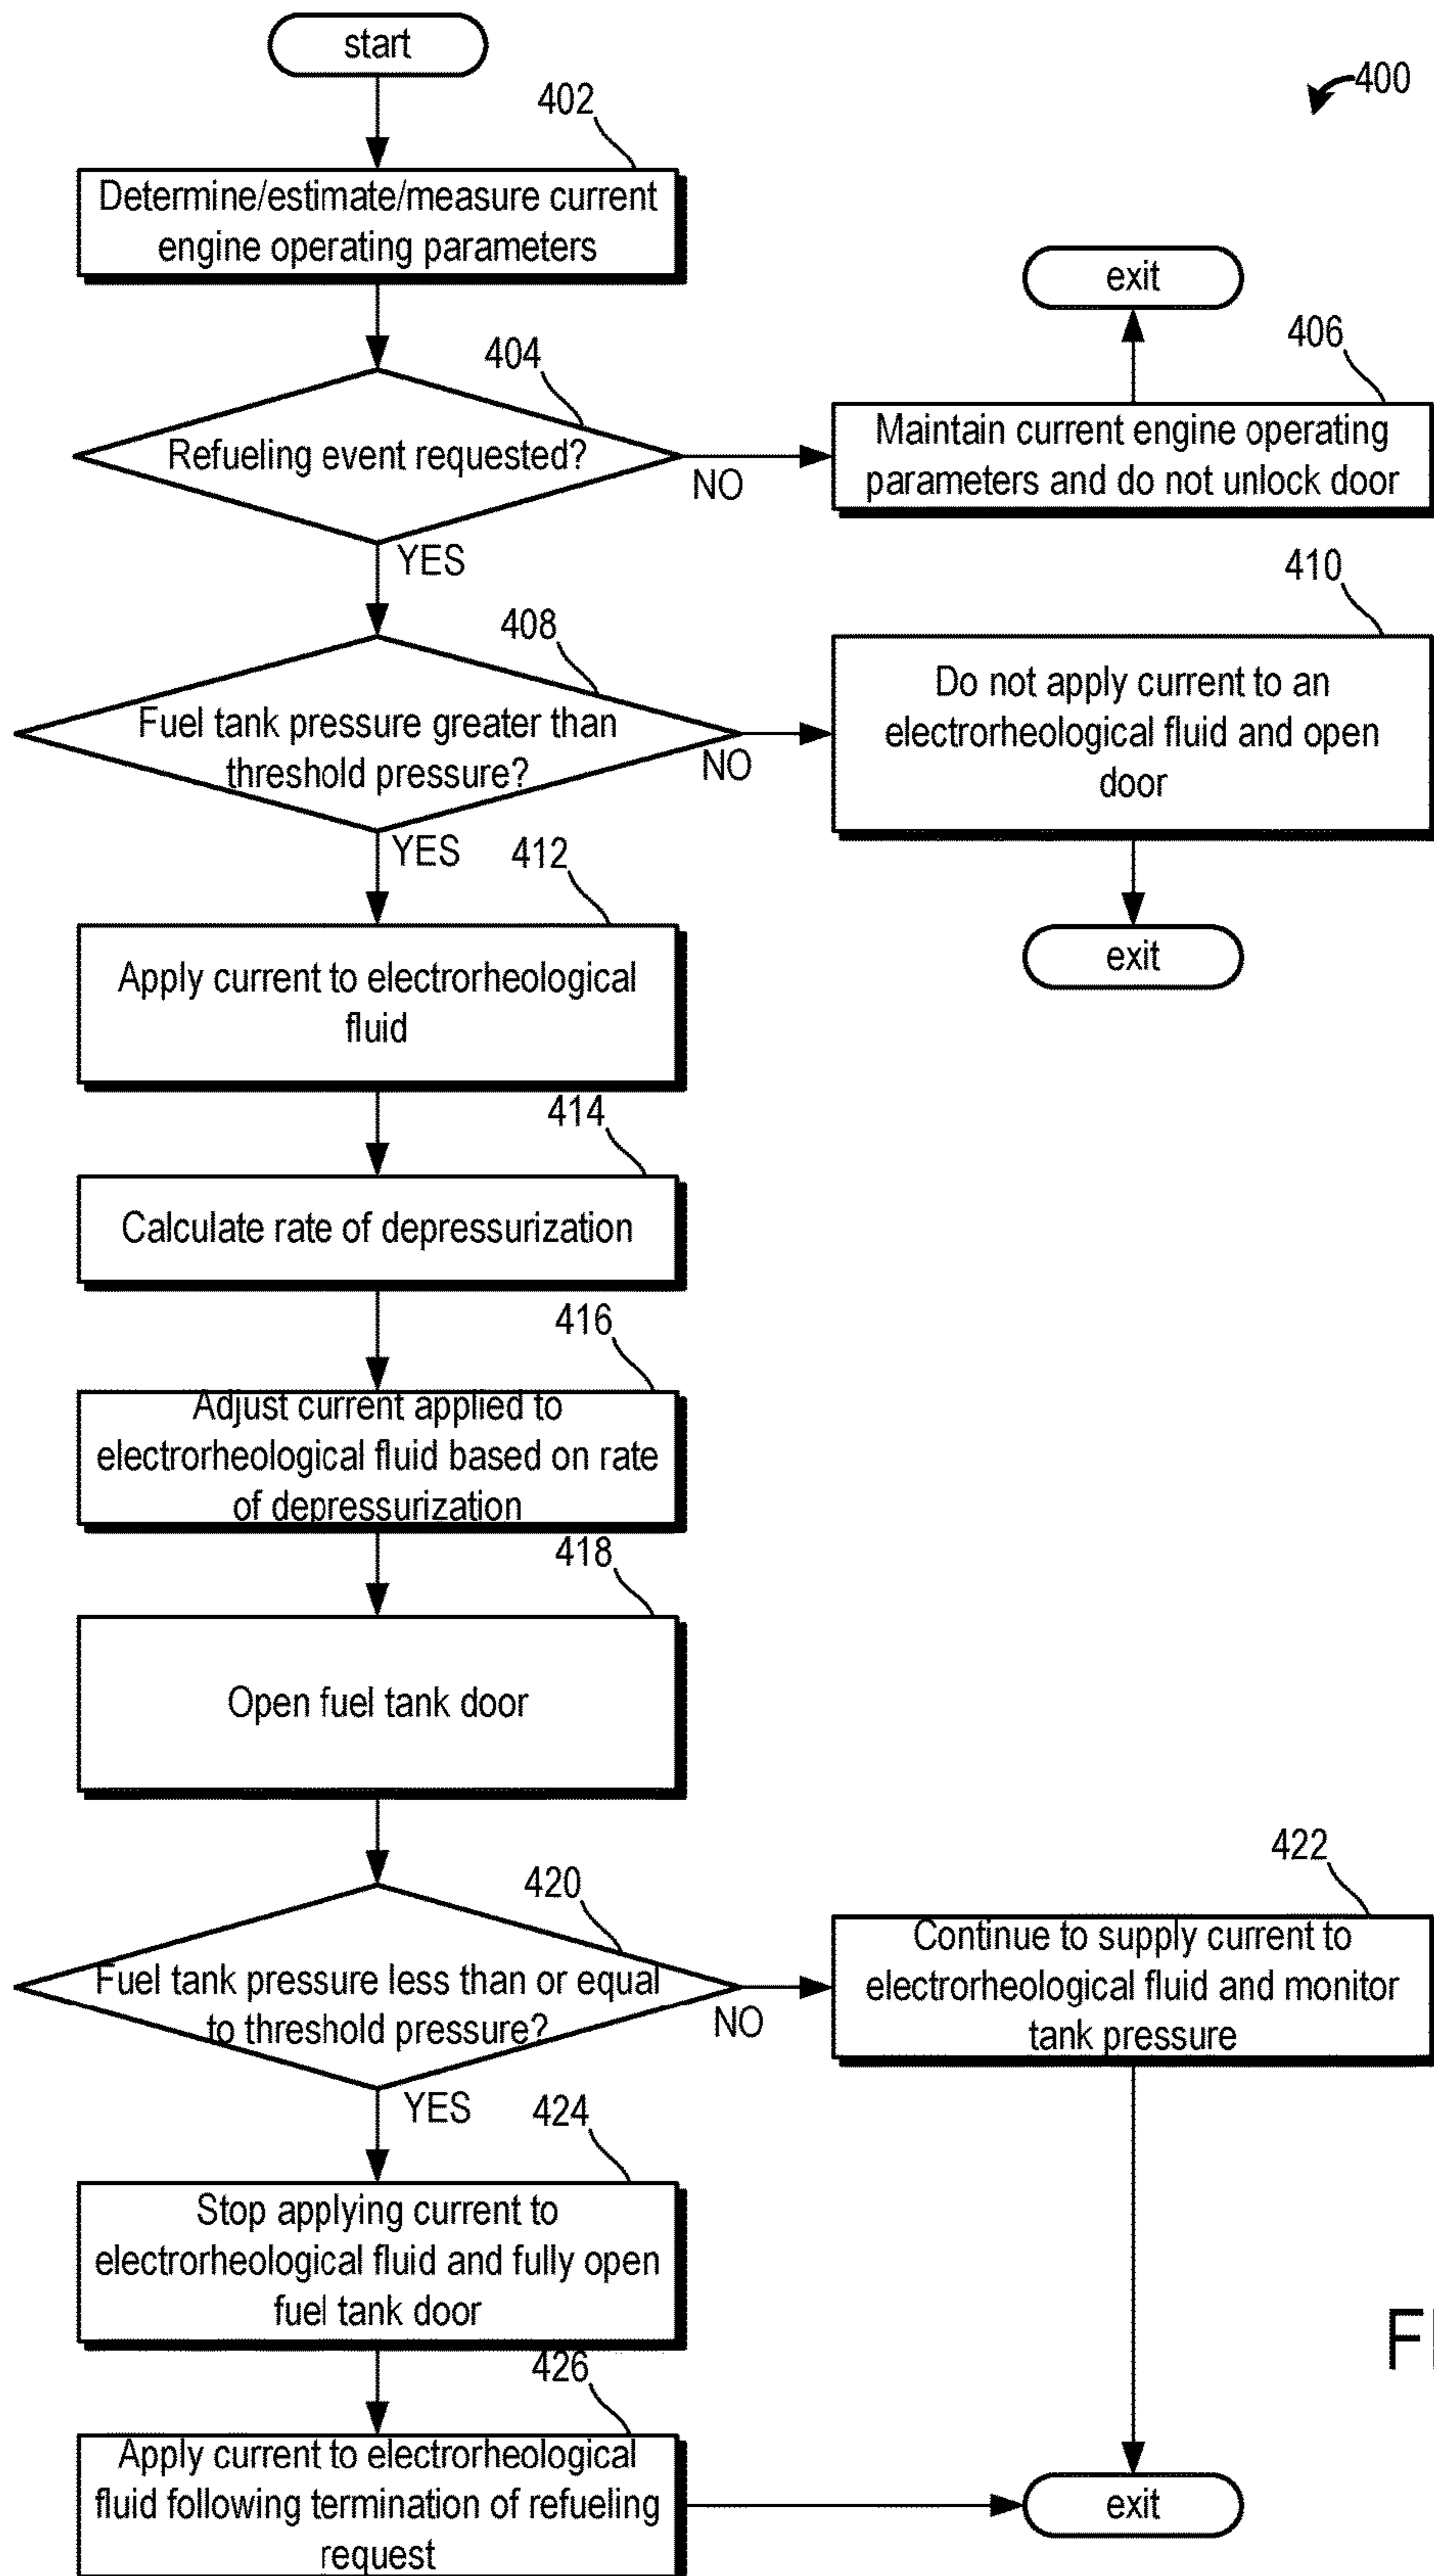 start
400
402
Determine/estimate/measure current
engine operating parameters
exit
404
Refueling event requested?
NO
YES
406
Maintain current engine operating
parameters and do not unlock door
408
Fuel tank pressure greater than
threshold pressure?
NO
YES
410
Do not apply current to an
electrorheological fluid and open
door
exit
412
Apply current to electrorheological
fluid
414
Calculate rate of depressurization
416
Adjust current applied to
electrorheological fluid based on rate
of depressurization
418
Open fuel tank door
420
Fuel tank pressure less than or equal
to threshold pressure?
NO
YES
422
Continue to supply current to
electrorheological fluid and monitor
tank pressure
424
Stop applying current to
electrorheological fluid and fully open
fuel tank door
426
Apply current to electrorheological
fluid following termination of refueling
request
exit